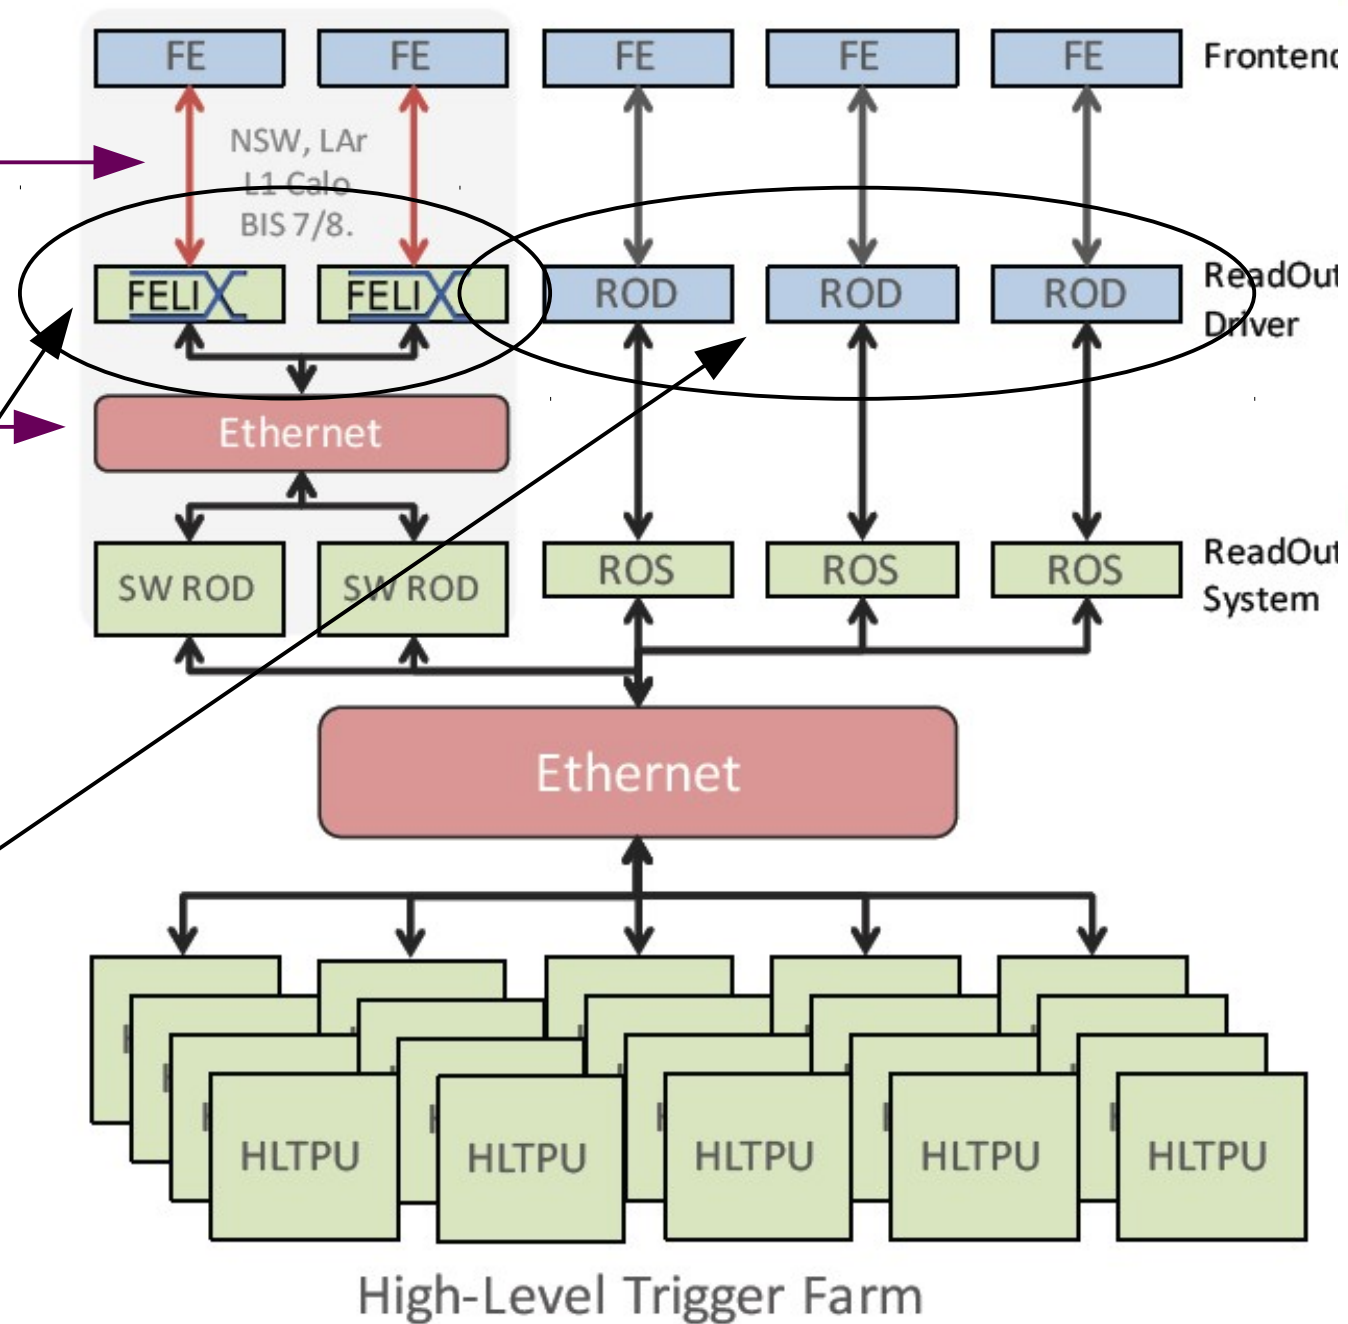 FE
FE
FE
FE
FE
Frontend
NSW, LAr
L1 Calo
BIS 7/8.
FELIX
FELIX
ROD
ROD
ROD
ReadOut
Driver
Ethernet
SW ROD
SW ROD
ROS
ROS
ROS
ReadOut
System
Ethernet
HLTPU
HLTPU
HLTPU
HLTPU
HLTPU
High-Level Trigger Farm